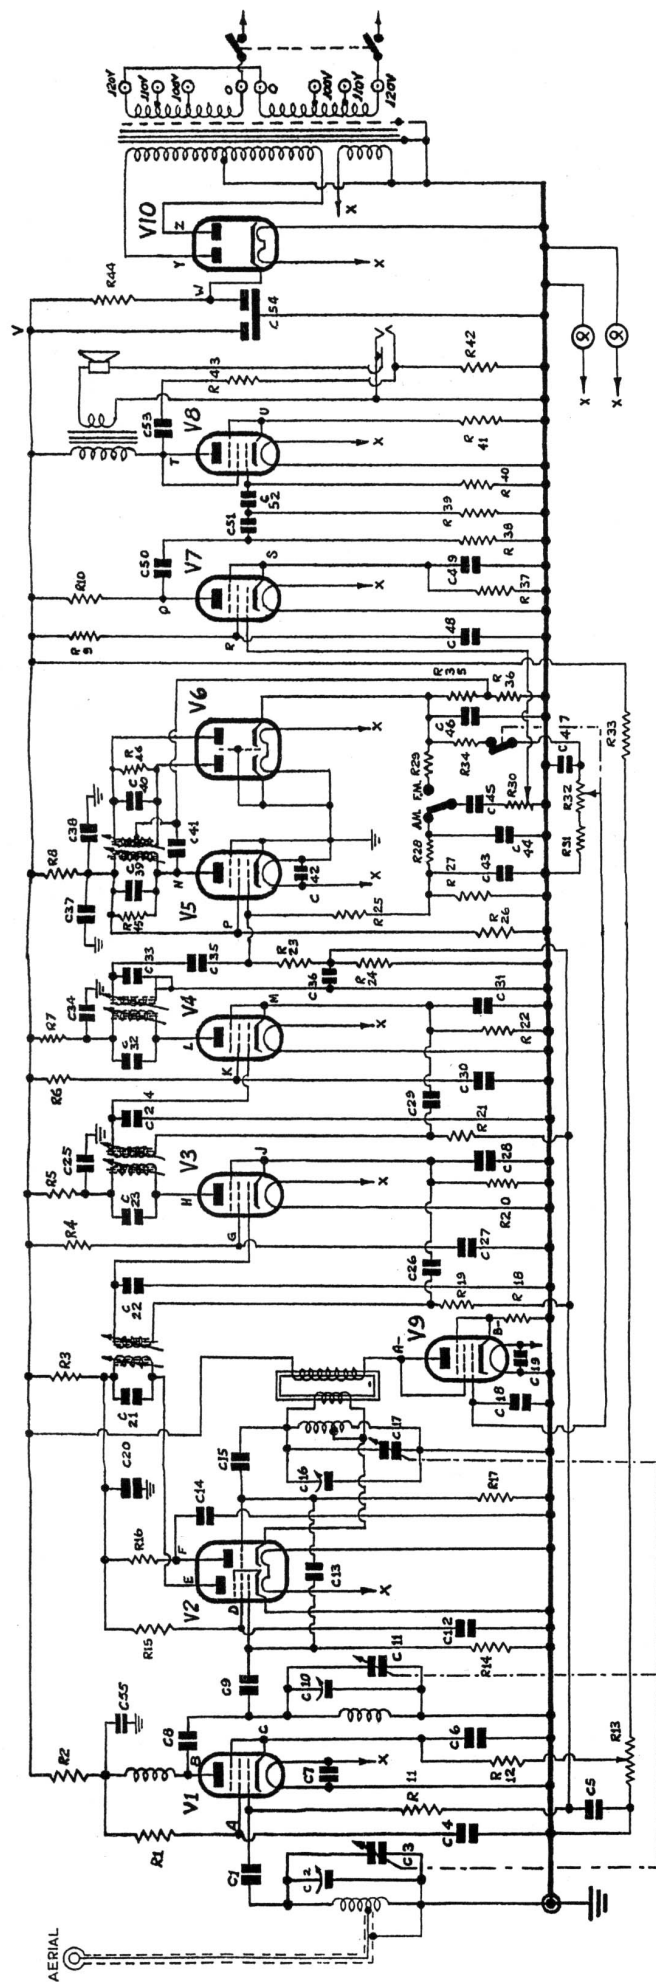 AERIAL
V
120V
110V
100V
0
0
100V
110V
120V
R2
R3
R4
R5
R6
R7
R8
R9
R10
R44
R1
C55
R15
R16
C20
C21
C22
C23
C25
C24
C32
C34
C33
C37
C38
R45
C39
C40
R46
C50
C53
V1
C8
B
V2
E
F
C14
V3
H
V4
L
C35
V5
N
C41
V6
V7
Q
V8
T
R43
V10
Y
Z
W
C54
X
C1
A
C
C9
D
C15
G
J
K
M
P
R
S
C51
C52
U
C7
X
C13
X
C16
C17
X
X
C42
X
X
X
X
X
C2
C3
R11
C10
C11
A-
V9
R23
C36
R24
R25
R28
A.M.
F.M.
R29
R35
R36
C4
R12
C6
R14
C12
R17
C18
C19
B-
R18
R19
C26
C27
R20
C28
R21
C29
C30
R22
C31
R26
R27
C43
C44
C45
R30
R34
C46
C47
C48
R37
C49
R38
R39
R40
R41
R42
C5
R13
R31
R32
R33
X
X